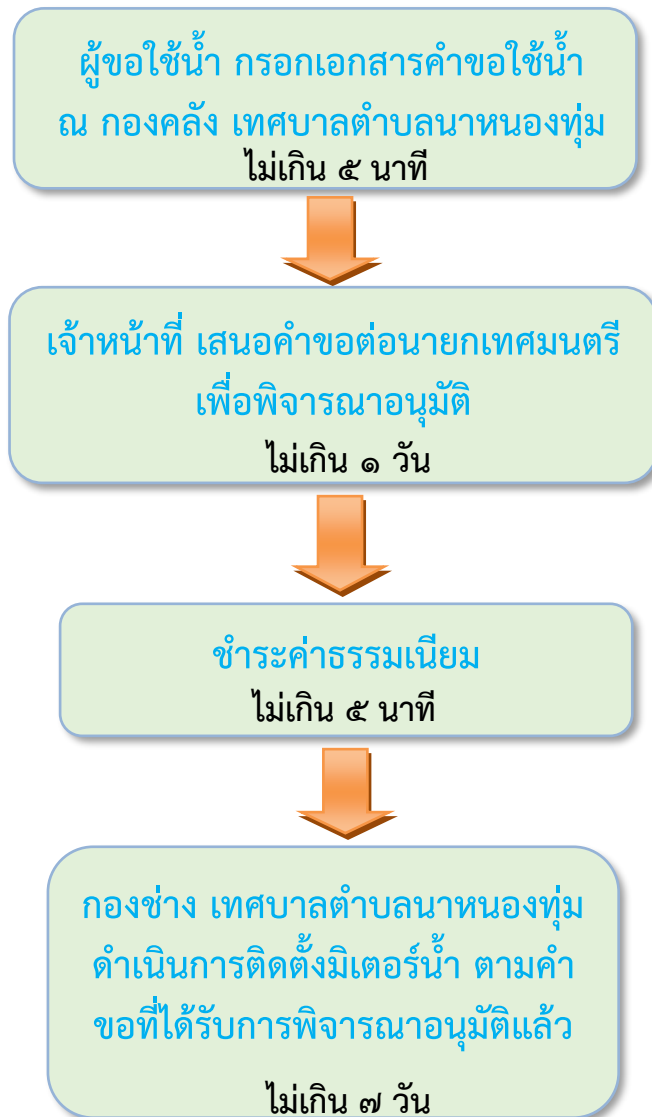 ผู้ขอใช้น้ำ กรอกเอกสารคำขอใช้น้ำ
ณ กองคลัง เทศบาลตำบลนาหนองทุ่ม
ไม่เกิน ๕ นาที
เจ้าหน้าที่ เสนอคำขอต่อนายกเทศมนตรี
เพื่อพิจารณาอนุมัติ
ไม่เกิน ๑ วัน
ชำระค่าธรรมเนียม
ไม่เกิน ๕ นาที
กองช่าง เทศบาลตำบลนาหนองทุ่ม
ดำเนินการติดตั้งมิเตอร์น้ำ ตามคำ
ขอที่ได้รับการพิจารณาอนุมัติแล้ว
ไม่เกิน ๗ วัน